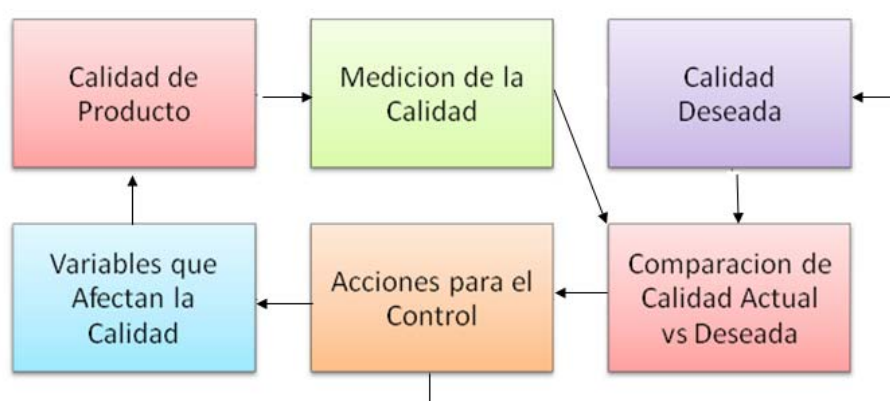 Calidad de
Producto
Medicion de la
Calidad
Calidad
Deseada
Variables que
Afectan la
Calidad
Acciones para el
Control
Comparacion de
Calidad Actual
vs Deseada